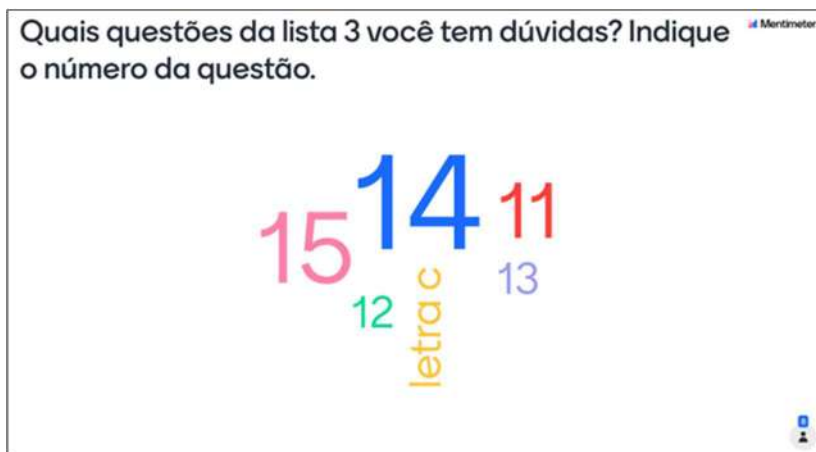 Quais questões da lista 3 você tem dúvidas? Indique
o número da questão.
Mentimeter
14
11
15
13
12
letra c
8